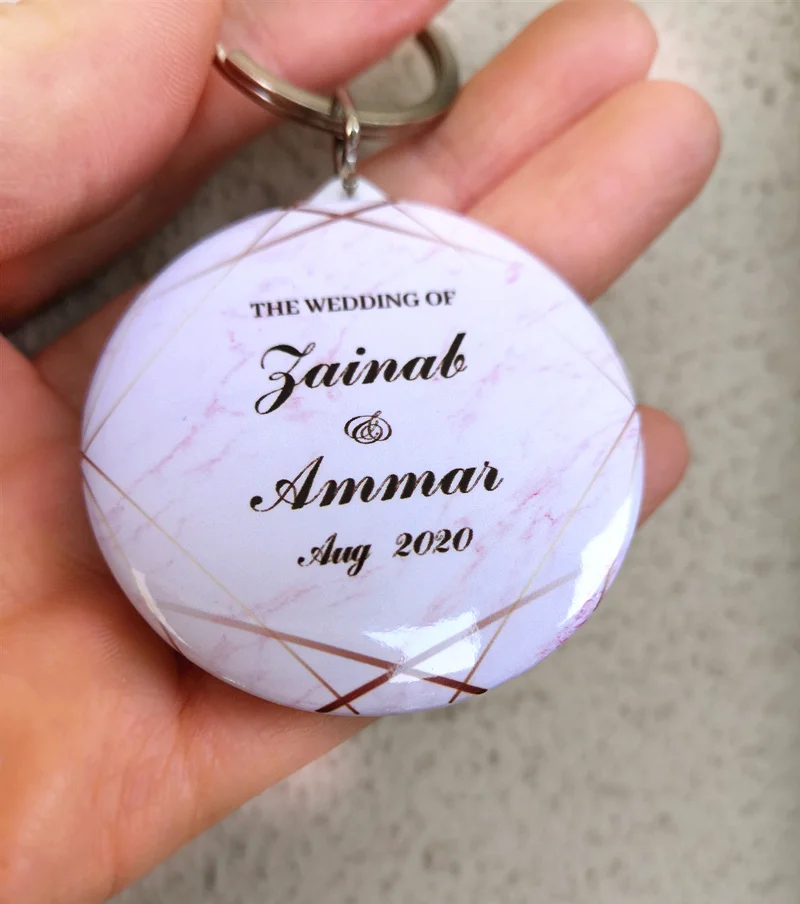 THE WEDDING OF
Zainab
&
Ammar
Aug 2020